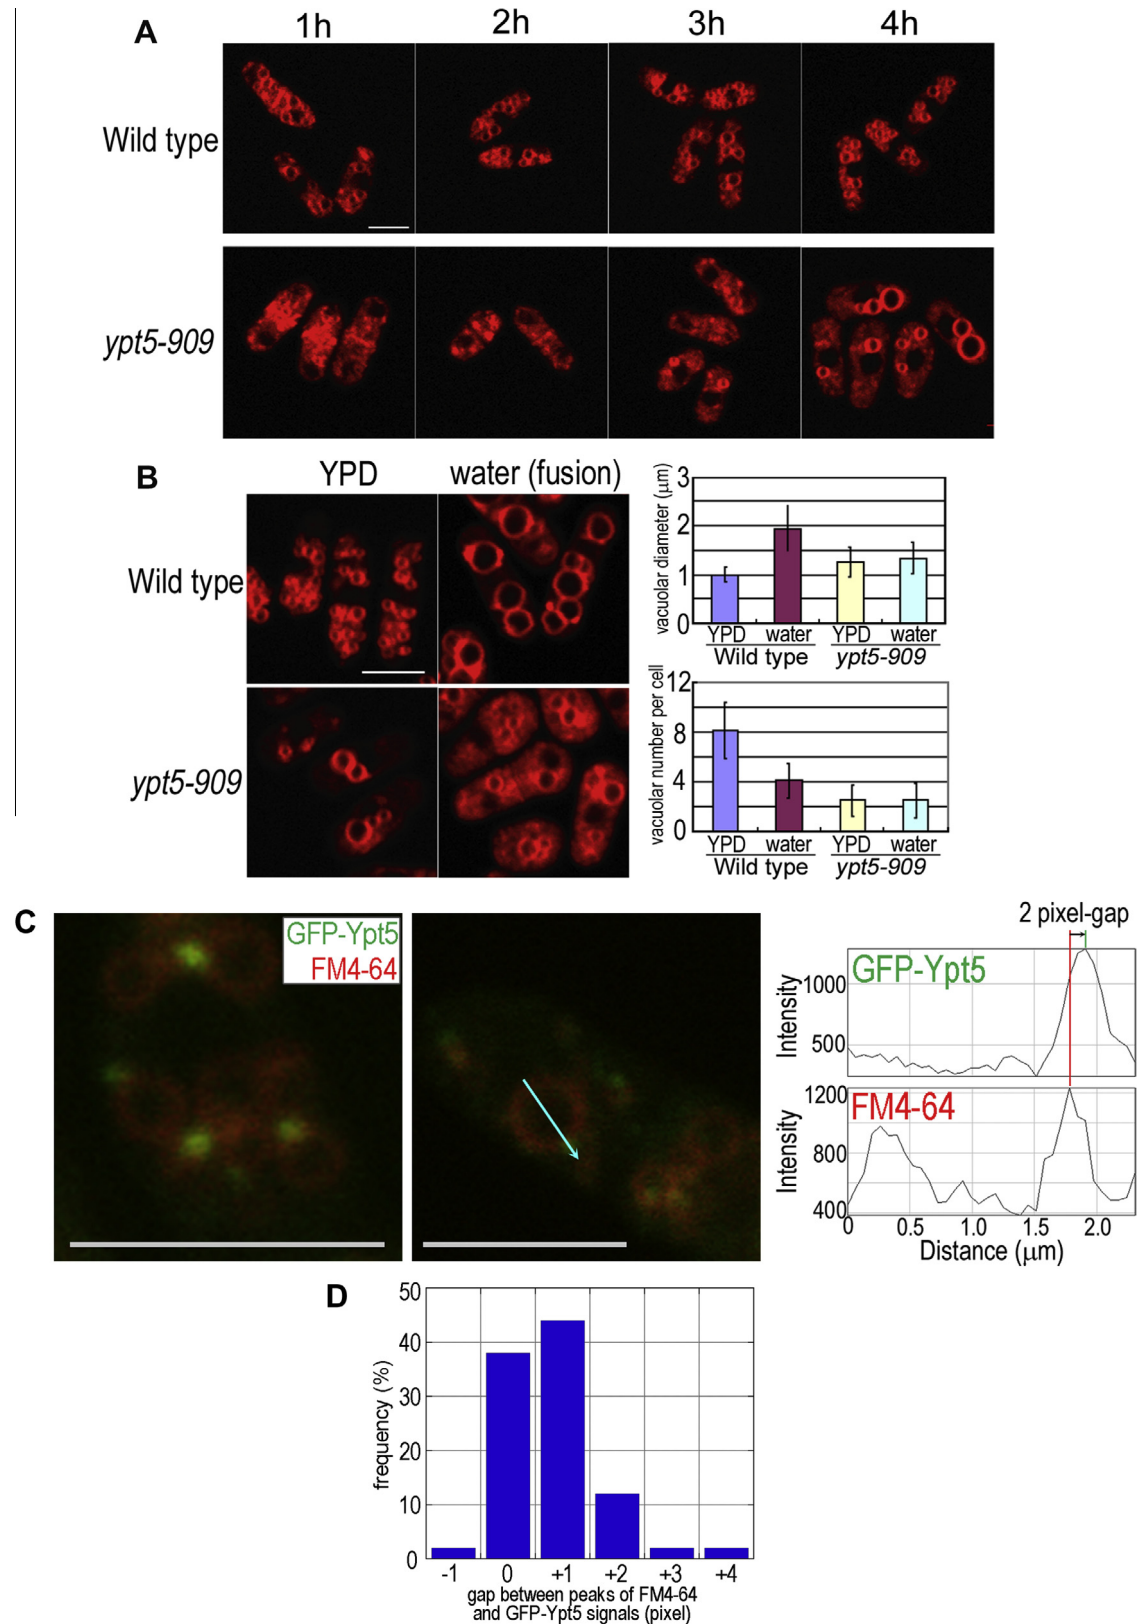 A
1h 2h 3h 4h
Wild type
ypt5-909
B
YPD water (fusion)
Wild type
ypt5-909
vacuolar diameter (μm)
3
2
1
0
YPD water YPD water
Wild type ypt5-909
vacuolar number per cell
12
8
4
0
YPD water YPD water
Wild type ypt5-909
C
GFP-Ypt5
FM4-64
2 pixel-gap
GFP-Ypt5
Intensity
1000
500
FM4-64
Intensity
1200
800
400
0 0.5 1.0 1.5 2.0
Distance (μm)
D
frequency (%)
50
40
30
20
10
0
-1 0 +1 +2 +3 +4
gap between peaks of FM4-64
and GFP-Ypt5 signals (pixel)